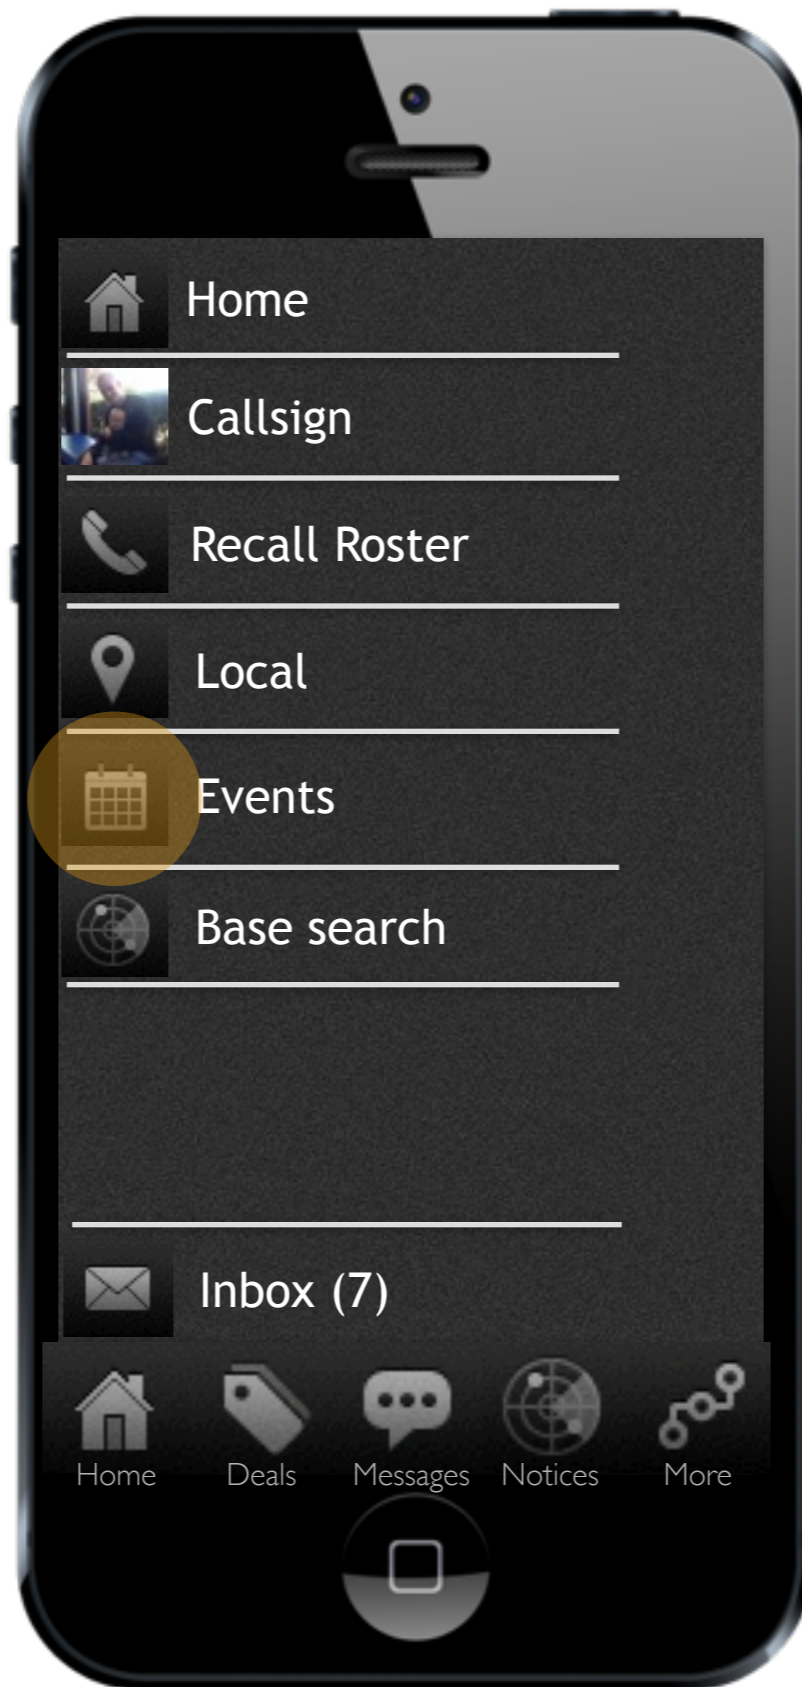 Home
Callsign
Recall Roster
Local
Events
Base search
Inbox (7)
Home Deals Messages Notices More